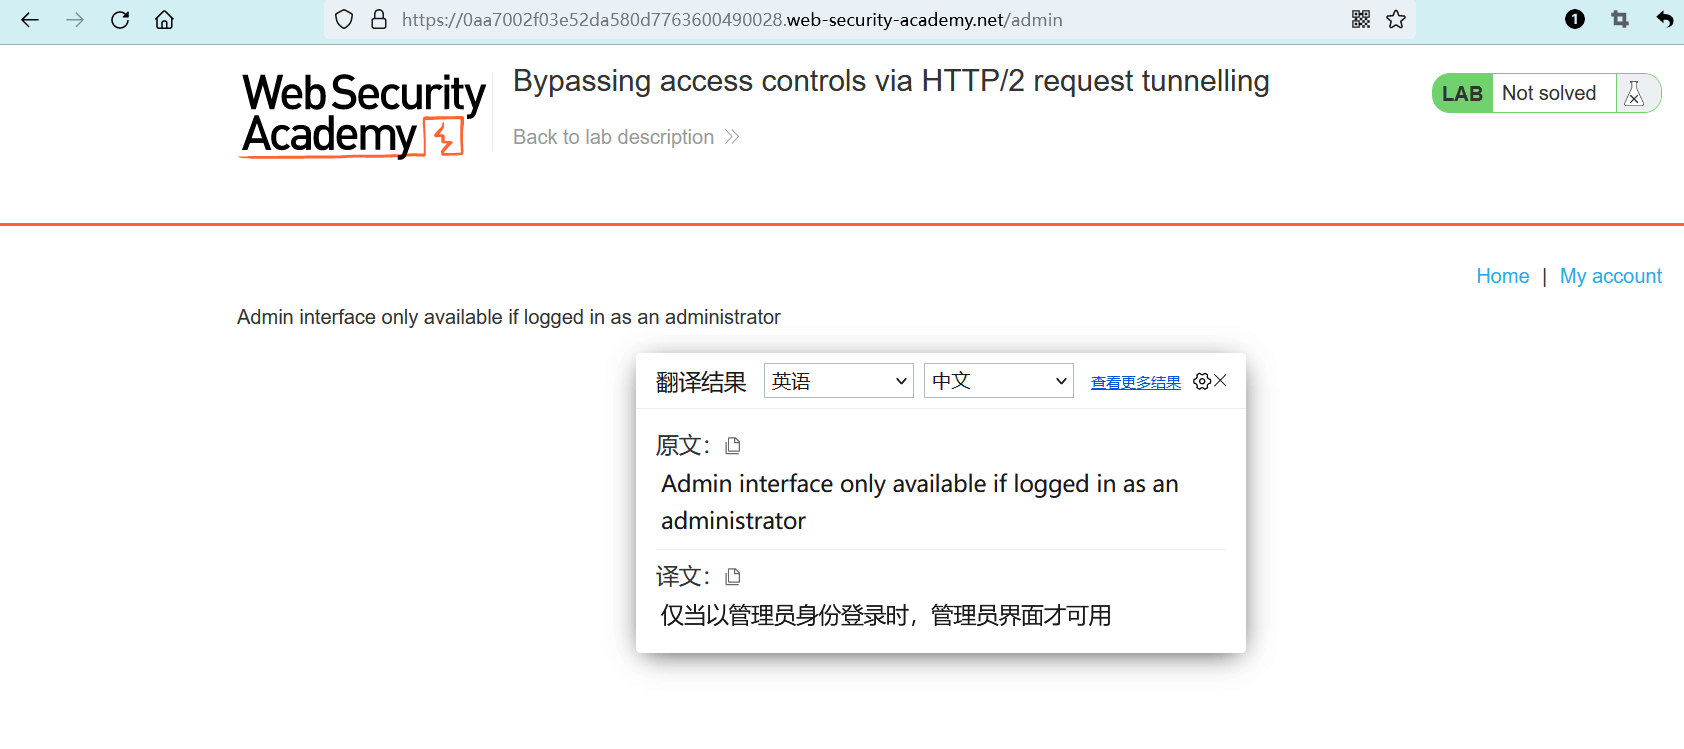 https://0aa7002f03e52da580d7763600490028.web-security-academy.net/admin
1
Web Security
Academy
Bypassing access controls via HTTP/2 request tunnelling
Back to lab description
LAB Not solved
Home | My account
Admin interface only available if logged in as an administrator
翻译结果 英语 中文 查看更多结果
原文：
Admin interface only available if logged in as an
administrator
译文：
仅当以管理员身份登录时，管理员界面才可用